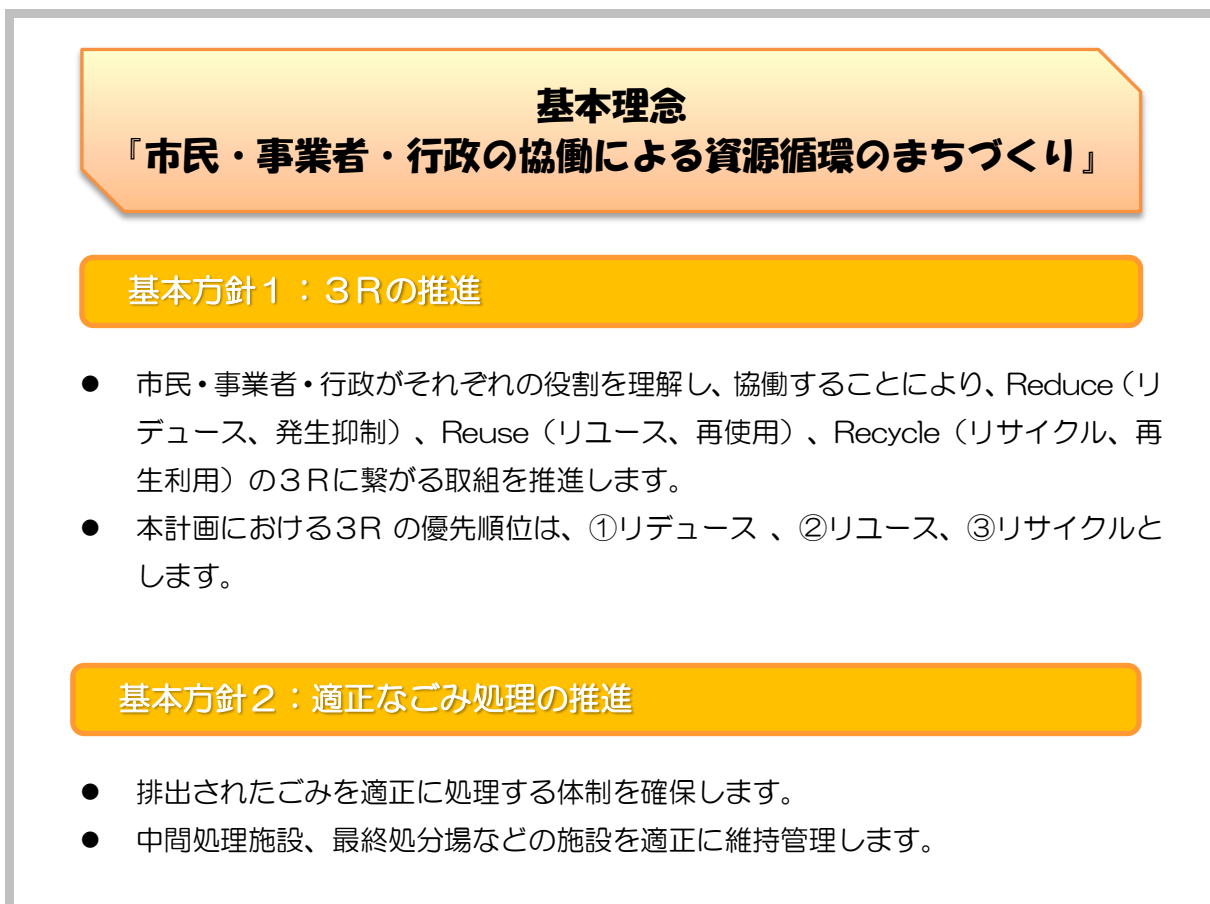 基本理念
『市民・事業者・行政の協働による資源循環のまちづくり』
基本方針１：３Rの推進
● 市民・事業者・行政がそれぞれの役割を理解し、協働することにより、Reduce（リ
デュース、発生抑制）、Reuse（リユース、再使用）、Recycle（リサイクル、再
生利用）の３Rに繋がる取組を推進します。
● 本計画における３R の優先順位は、①リデュース 、②リユース、③リサイクルと
します。
基本方針２：適正なごみ処理の推進
● 排出されたごみを適正に処理する体制を確保します。
● 中間処理施設、最終処分場などの施設を適正に維持管理します。